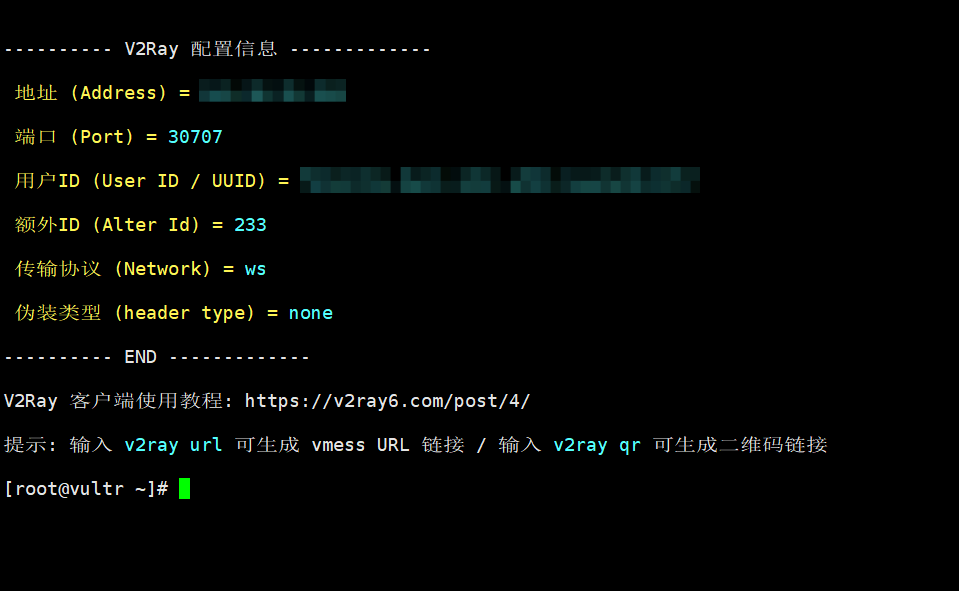 ---------- V2Ray 配置信息 -------------
地址 (Address) =
端口 (Port) = 30707
用户ID (User ID / UUID) =
额外ID (Alter Id) = 233
传输协议 (Network) = ws
伪装类型 (header type) = none
---------- END -------------
V2Ray 客户端使用教程: https://v2ray6.com/post/4/
提示: 输入 v2ray url 可生成 vmess URL 链接 / 输入 v2ray qr 可生成二维码链接
[root@vultr ~]#